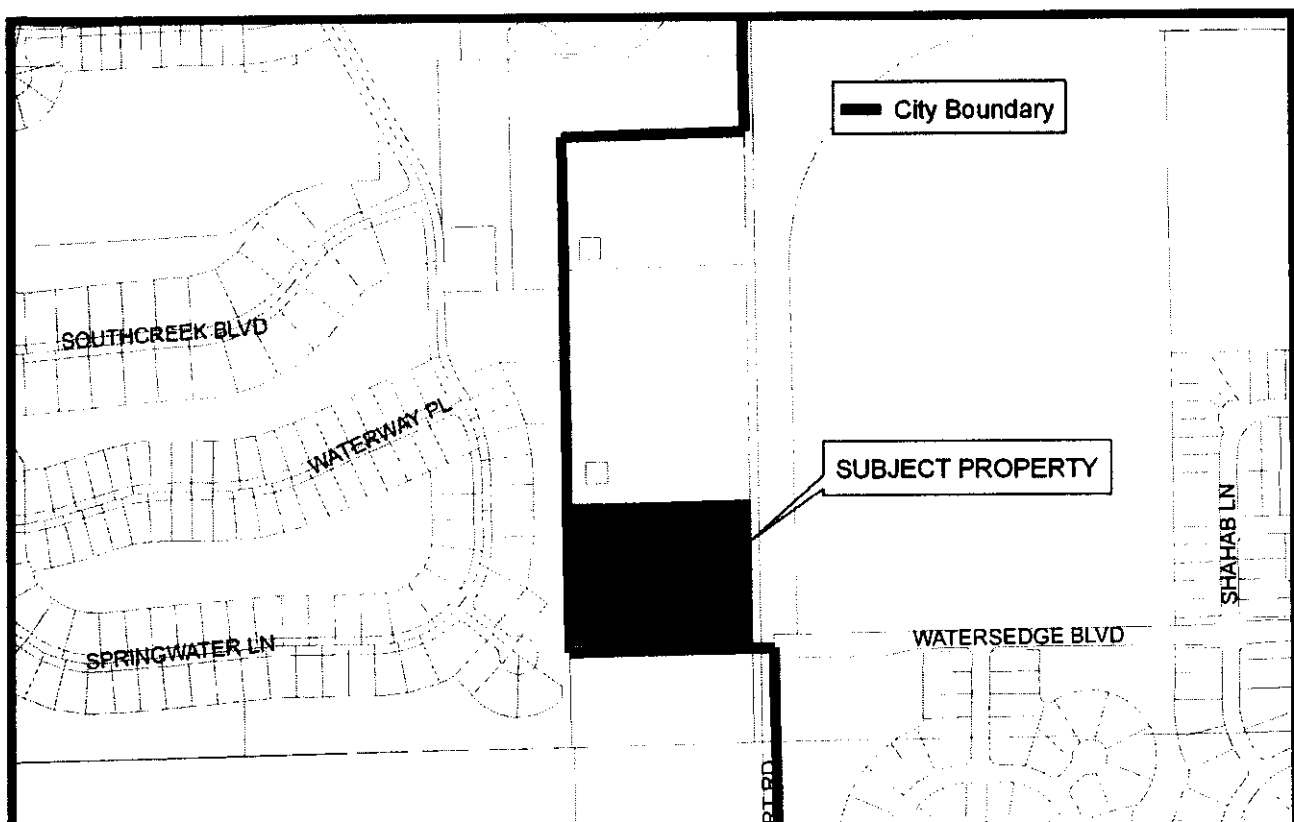 City Boundary
SOUTHCREEK BLVD
WATERWAY PL
SUBJECT PROPERTY
SHAHAB LN
WATERSEDGE BLVD
SPRINGWATER LN
RT RD